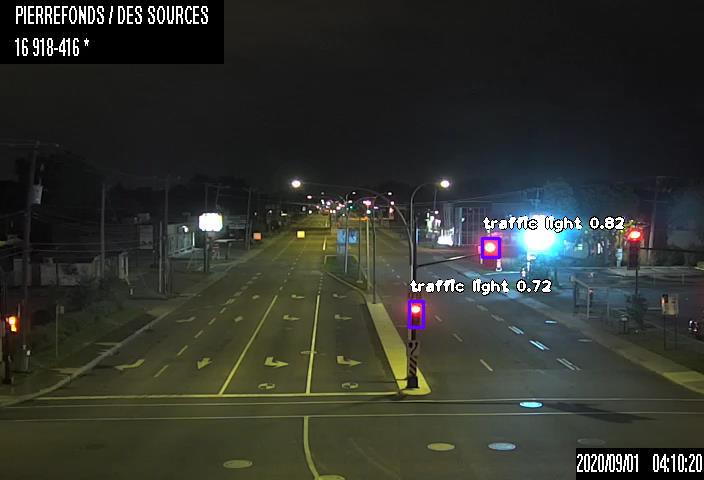 PIERREFONDS / DES SOURCES
16 918-416 *
traffic light 0.82
traffic light 0.72
2020/09/01 04:10:20